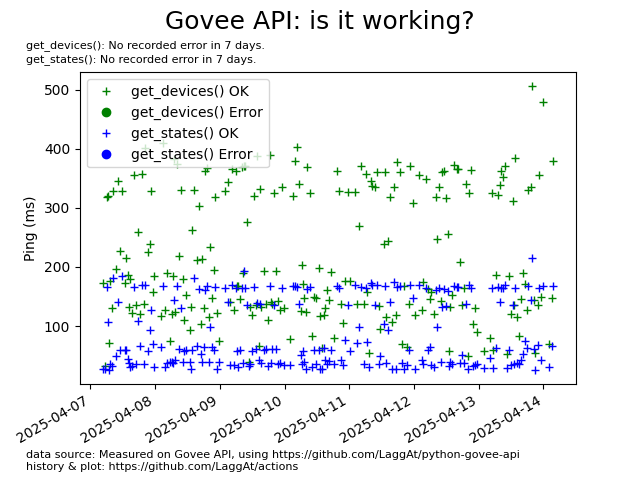 Govee API: is it working?
get_devices(): No recorded error in 7 days.
get_states(): No recorded error in 7 days.
get_devices() OK
get_devices() Error
get_states() OK
get_states() Error
Ping (ms)
500
400
300
200
100
2025-04-07
2025-04-08
2025-04-09
2025-04-10
2025-04-11
2025-04-12
2025-04-13
2025-04-14
data source: Measured on Govee API, using https://github.com/LaggAt/python-govee-api
history & plot: https://github.com/LaggAt/actions